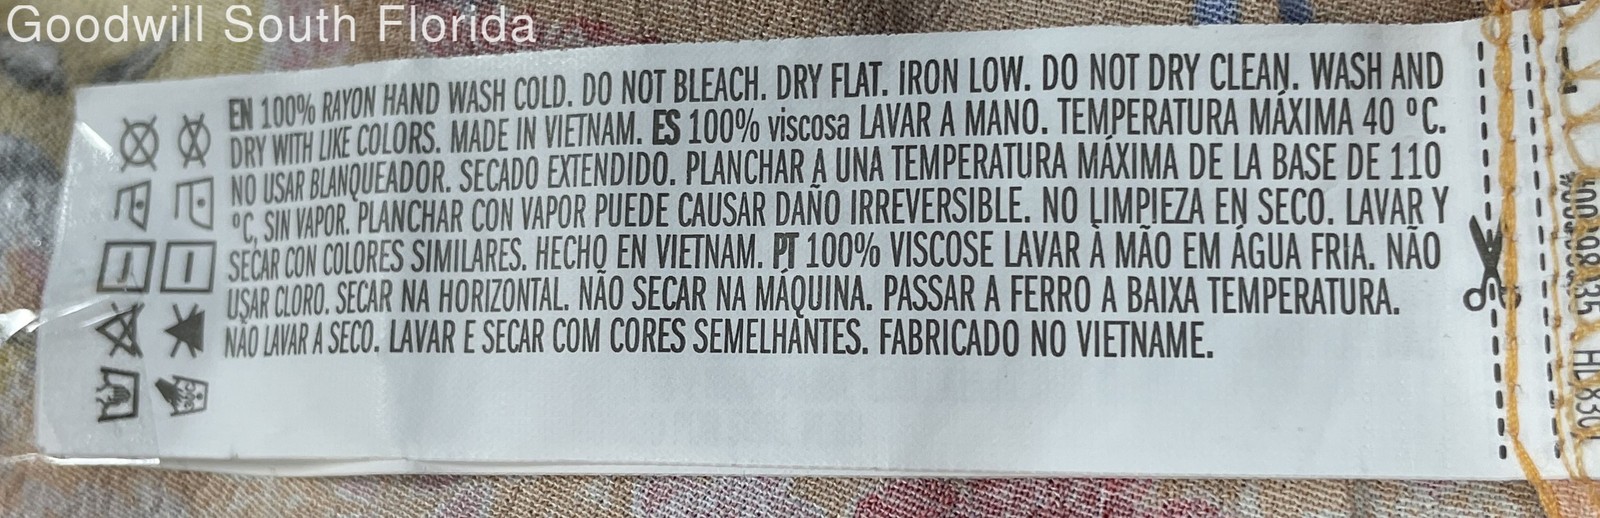 Goodwill South Florida
EN 100% RAYON HAND WASH COLD. DO NOT BLEACH. DRY FLAT. IRON LOW. DO NOT DRY CLEAN. WASH AND
DRY WITH LIKE COLORS. MADE IN VIETNAM. ES 100% viscosa LAVAR A MANO. TEMPERATURA MÁXIMA 40 ºC.
NO USAR BLANQUEADOR. SECADO EXTENDIDO. PLANCHAR A UNA TEMPERATURA MÁXIMA DE LA BASE DE 110
ºC, SIN VAPOR. PLANCHAR CON VAPOR PUEDE CAUSAR DAÑO IRREVERSIBLE. NO LIMPIEZA EN SECO. LAVAR Y
SECAR CON COLORES SIMILARES. HECHO EN VIETNAM. PT 100% VISCOSE LAVAR À MÃO EM ÁGUA FRIA. NÃO
USAR CLORO. SECAR NA HORIZONTAL. NÃO SECAR NA MÁQUINA. PASSAR A FERRO A BAIXA TEMPERATURA.
NÃO LAVAR A SECO. LAVAR E SECAR COM CORES SEMELHANTES. FABRICADO NO VIETNAME.